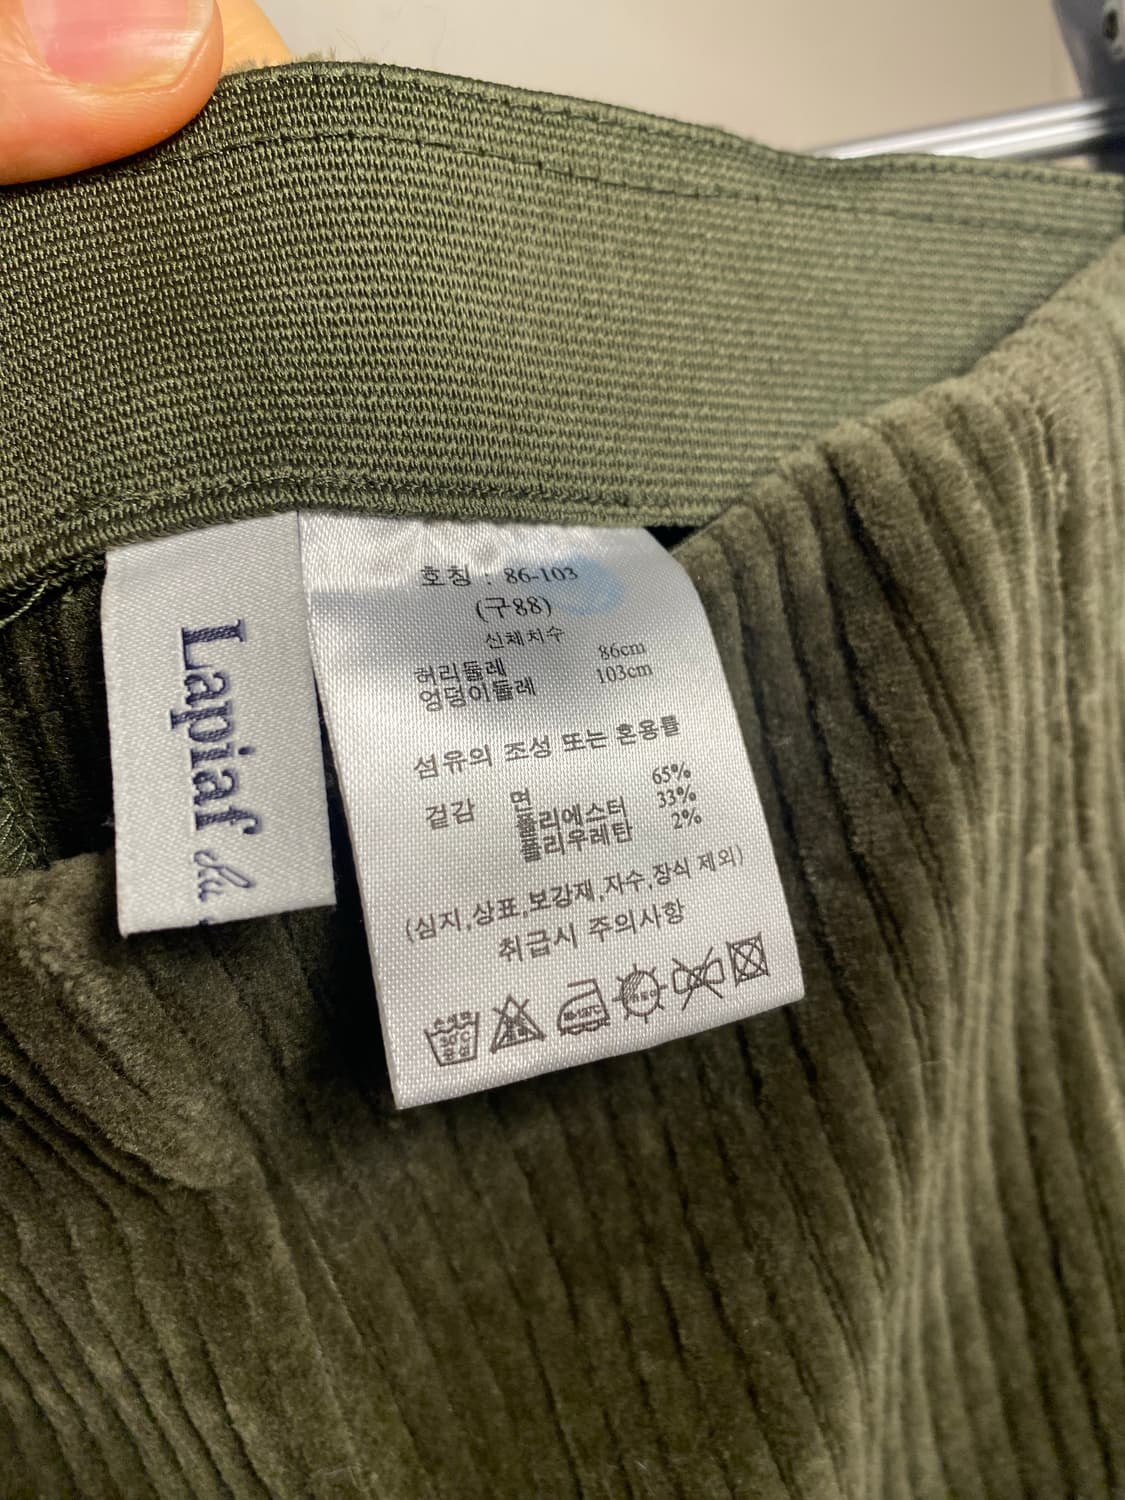 Lapiaf
호칭 : 86-103
(구88)
신체치수
허리둘레 86cm
엉덩이둘레 103cm
섬유의 조성 또는 혼용률
겉감 면 65%
폴리에스터 33%
폴리우레탄 2%
(심지,상표,보강재,자수,장식 제외)
취급시 주의사항